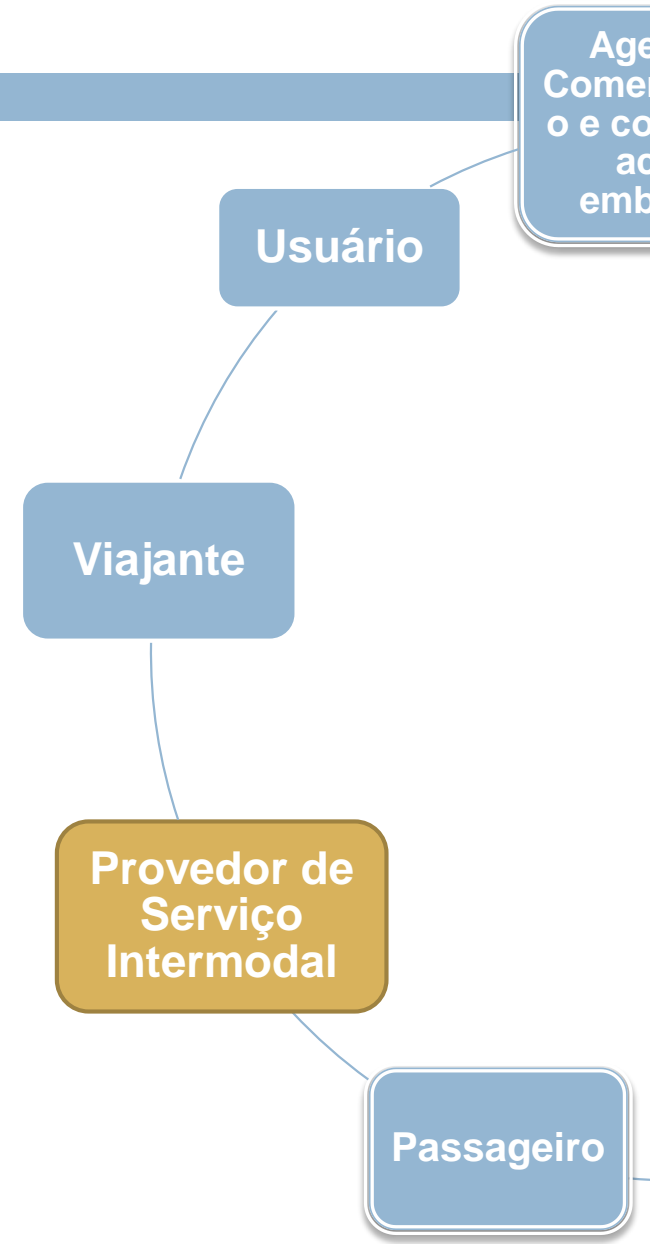 o e
Usuário
Viajante
Provedor de
Serviço
Intermodal
Passageiro